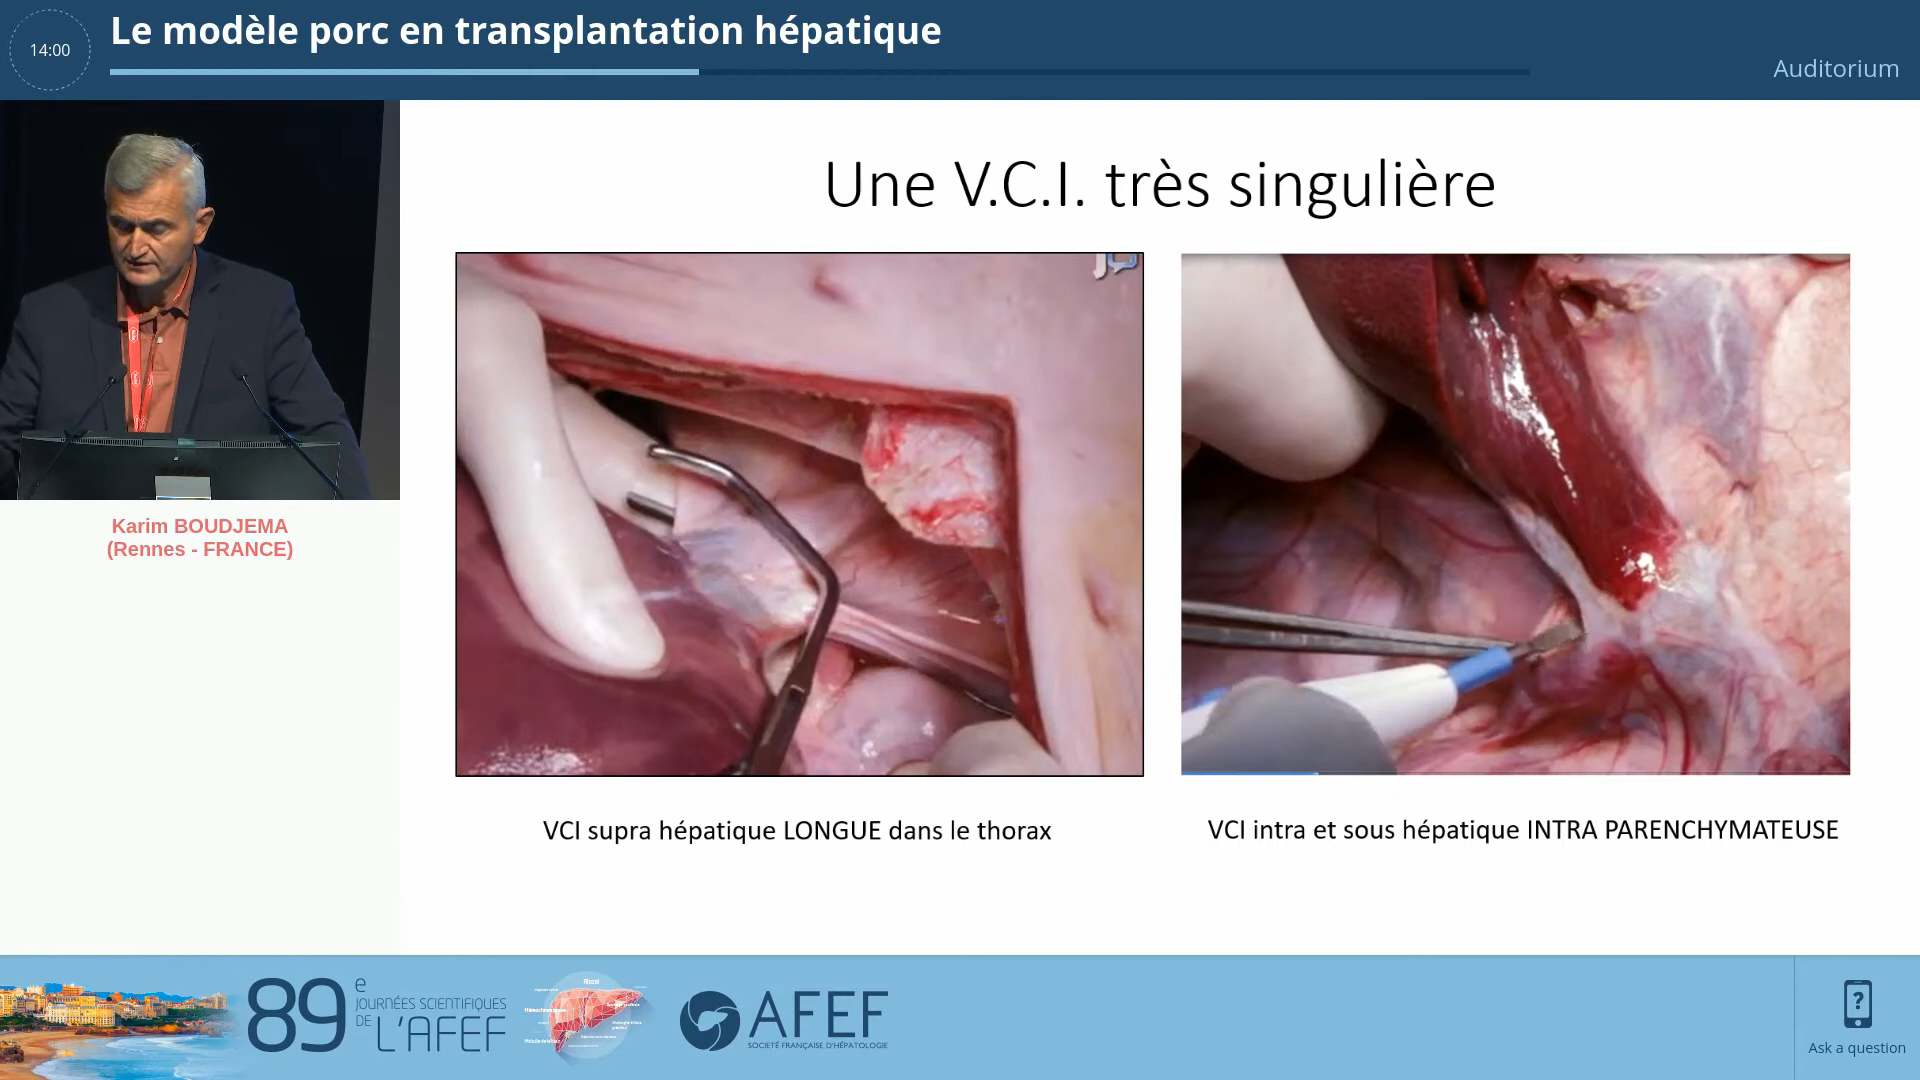 14:00
Le modèle porc en transplantation hépatique
Auditorium
Une V.C.I. très singulière
Karim BOUDJEMA
(Rennes - FRANCE)
VCI supra hépatique LONGUE dans le thorax
VCI intra et sous hépatique INTRA PARENCHYMATEUSE
89e
JOURNÉES SCIENTIFIQUES
DE L'AFEF
AFEF
SOCIÉTÉ FRANÇAISE D'HÉPATOLOGIE
?
Ask a question